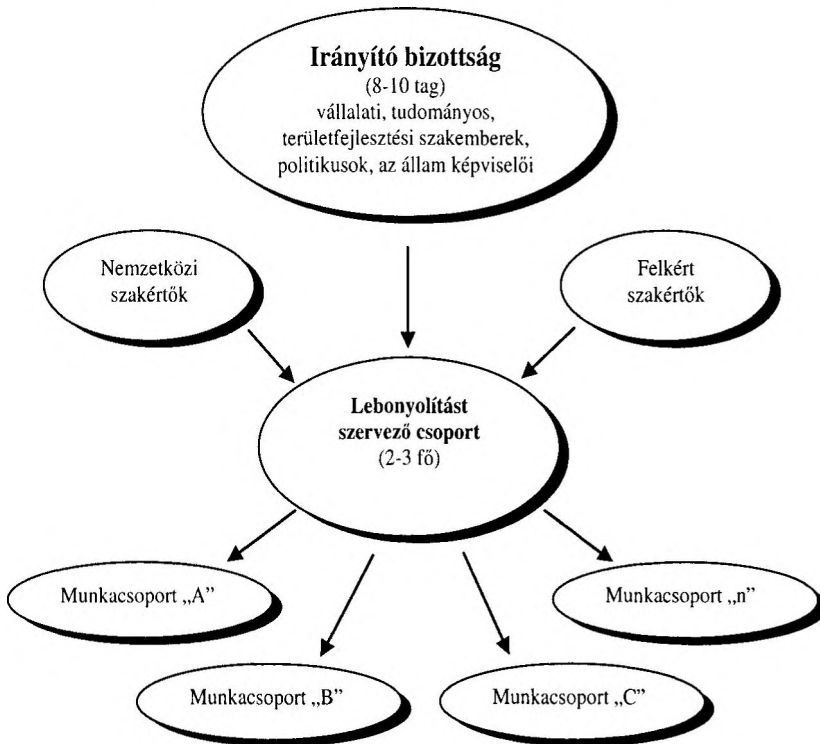 Irányító bizottság
(8-10 tag)
vállalati, tudományos,
területfejlesztési szakemberek,
politikusok, az állam képviselői
Nemzetközi
szakértők
Felkért
szakértők
Lebonyolítást
szervező csoport
(2-3 fő)
Munkacsoport „A”
Munkacsoport „n”
Munkacsoport „B”
Munkacsoport „C”